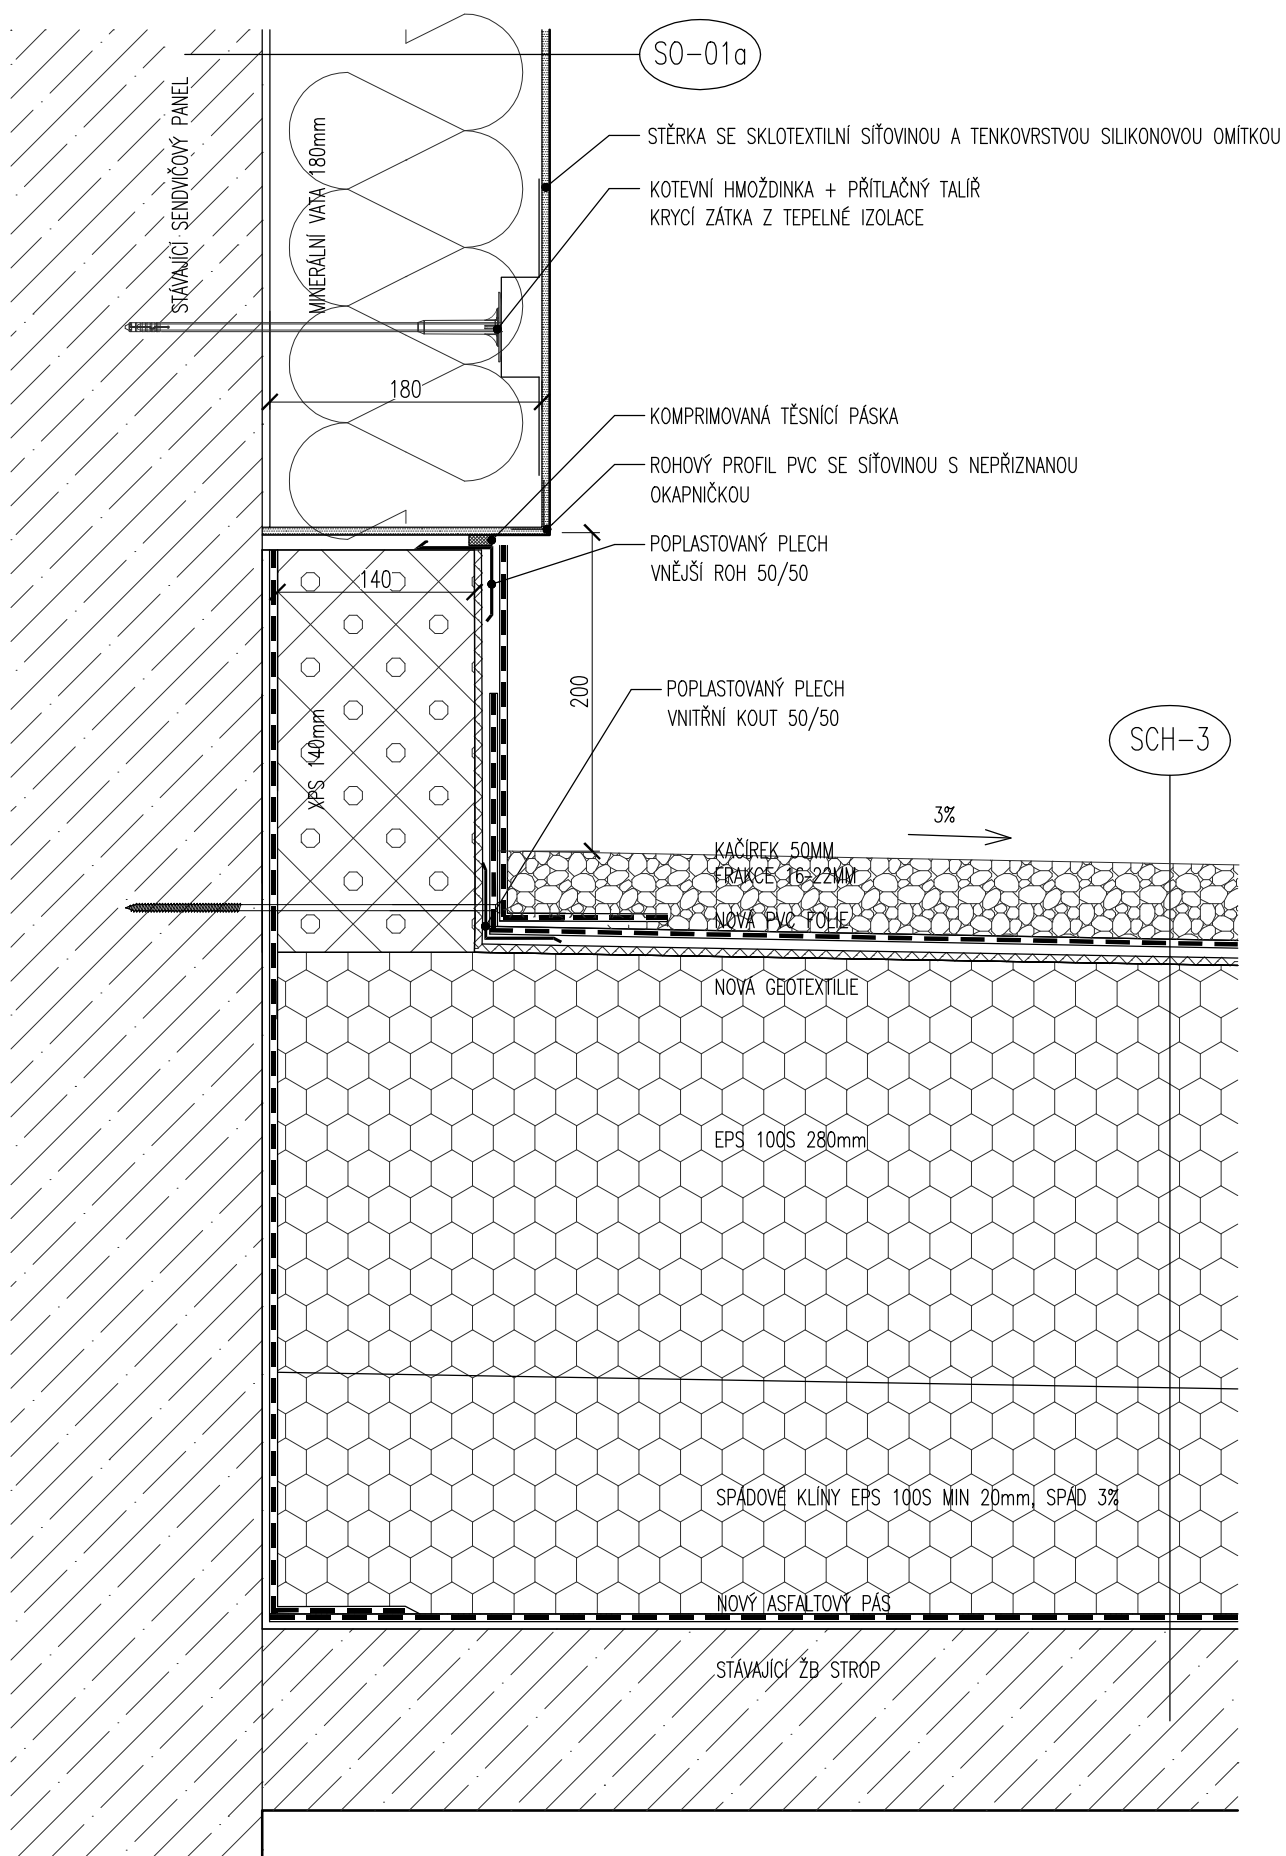 SO-01a
STÁVAJÍCÍ SENDVIČOVÝ PANEL
MINERÁLNÍ VATA 180mm
STĚRKA SE SKLOTEXTILNÍ SÍŤOVINOU A TENKOVRSTVOU SILIKONOVOU OMÍTKOU
KOTEVNÍ HMOŽDINKA + PŘÍTLAČNÝ TALÍŘ
KRYCÍ ZÁTKA Z TEPELNÉ IZOLACE
180
KOMPRIMOVANÁ TĚSNÍCÍ PÁSKA
ROHOVÝ PROFIL PVC SE SÍŤOVINOU S NEPŘIZNANOU
OKAPNIČKOU
POPLASTOVANÝ PLECH
VNĚJŠÍ ROH 50/50
140
200
POPLASTOVANÝ PLECH
VNITŘNÍ KOUT 50/50
XPS 140mm
SCH-3
3%
KAČÍREK 50MM
FRAKCE 16-22MM
NOVÁ PVC FOLIE
NOVÁ GEOTEXTILIE
EPS 100S 280mm
SPÁDOVÉ KLÍNY EPS 100S MIN 20mm, SPÁD 3%
NOVÝ ASFALTOVÝ PÁS
STÁVAJÍCÍ ŽB STROP